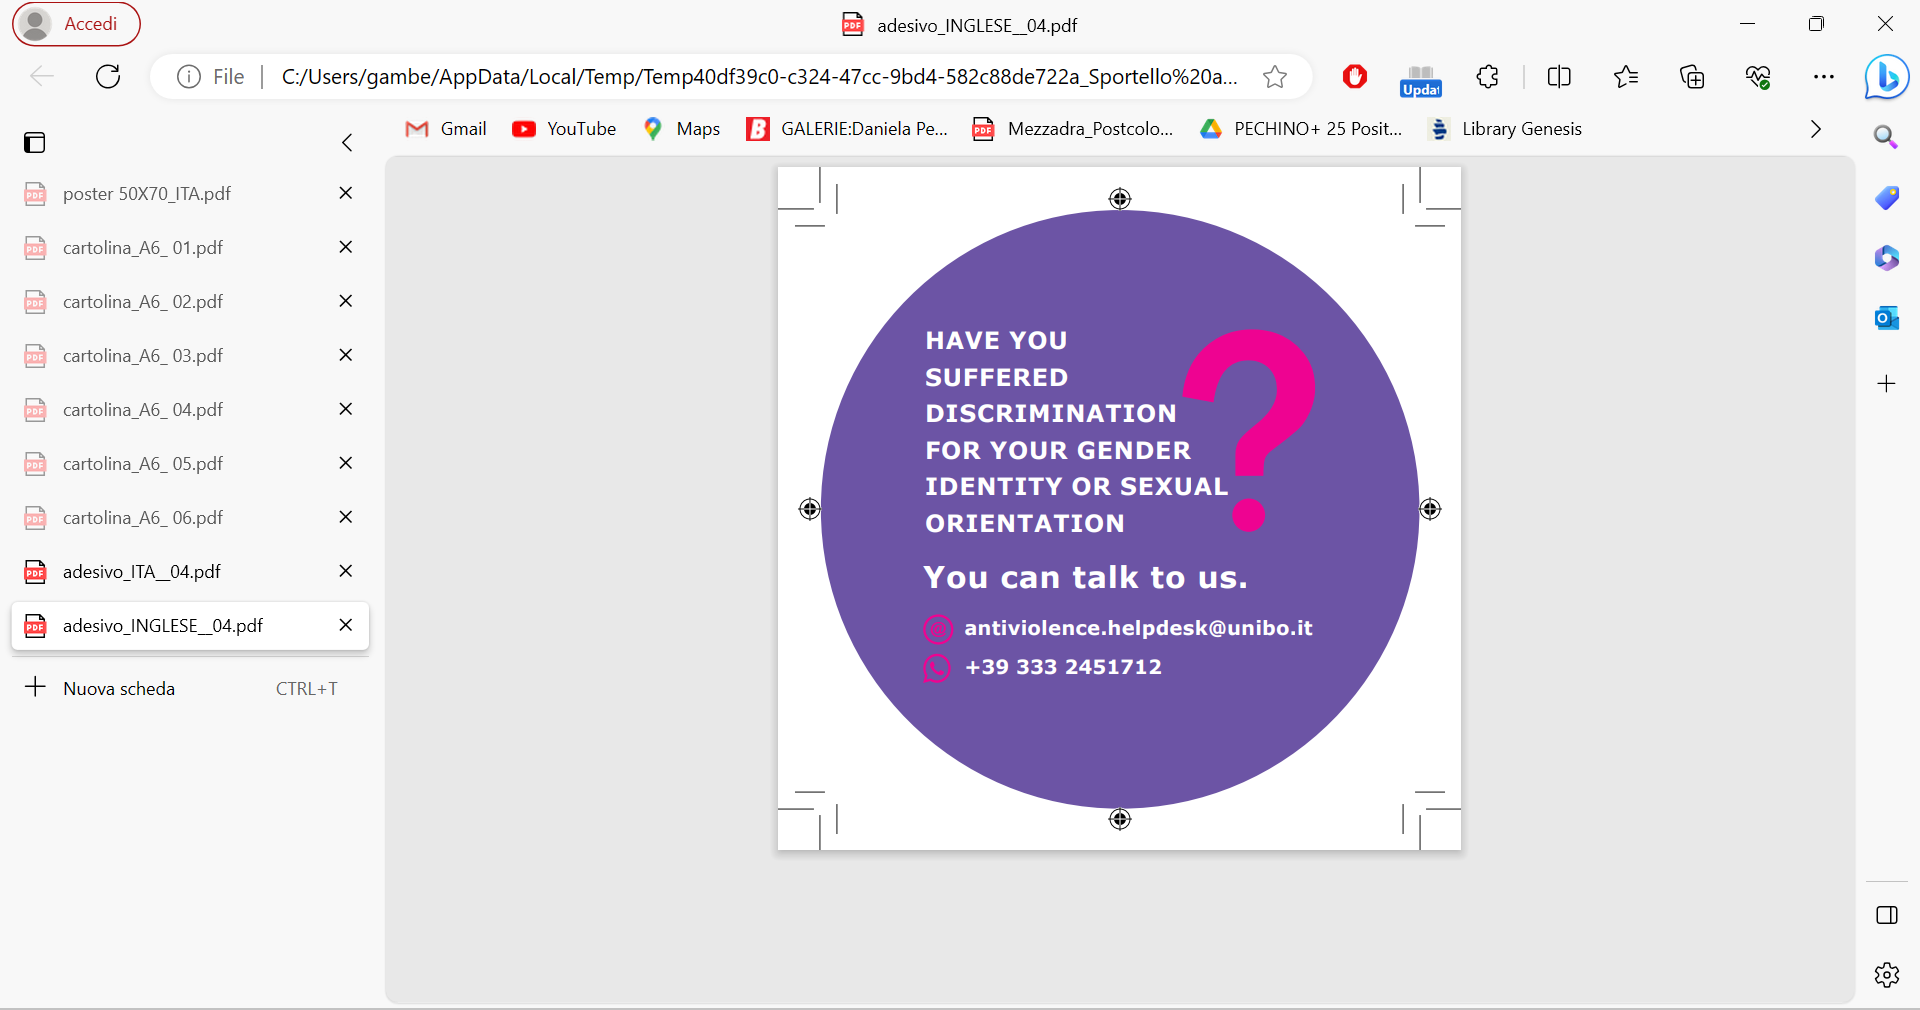 Accedi
adesivo_INGLESE__04.pdf
File
C:/Users/gambe/AppData/Local/Temp/Temp40df39c0-c324-47cc-9bd4-582c88de722a_Sportello%20a...
Updat
Gmail
YouTube
Maps
GALERIE:Daniela Pe...
Mezzadra_Postcolo...
PECHINO+ 25 Posit...
Library Genesis
poster 50X70_ITA.pdf
cartolina_A6_ 01.pdf
cartolina_A6_ 02.pdf
cartolina_A6_ 03.pdf
cartolina_A6_ 04.pdf
cartolina_A6_ 05.pdf
cartolina_A6_ 06.pdf
adesivo_ITA__04.pdf
adesivo_INGLESE__04.pdf
Nuova scheda CTRL+T
HAVE YOU
SUFFERED
DISCRIMINATION
FOR YOUR GENDER
IDENTITY OR SEXUAL
ORIENTATION ?
You can talk to us.
@ antiviolence.helpdesk@unibo.it
+39 333 2451712